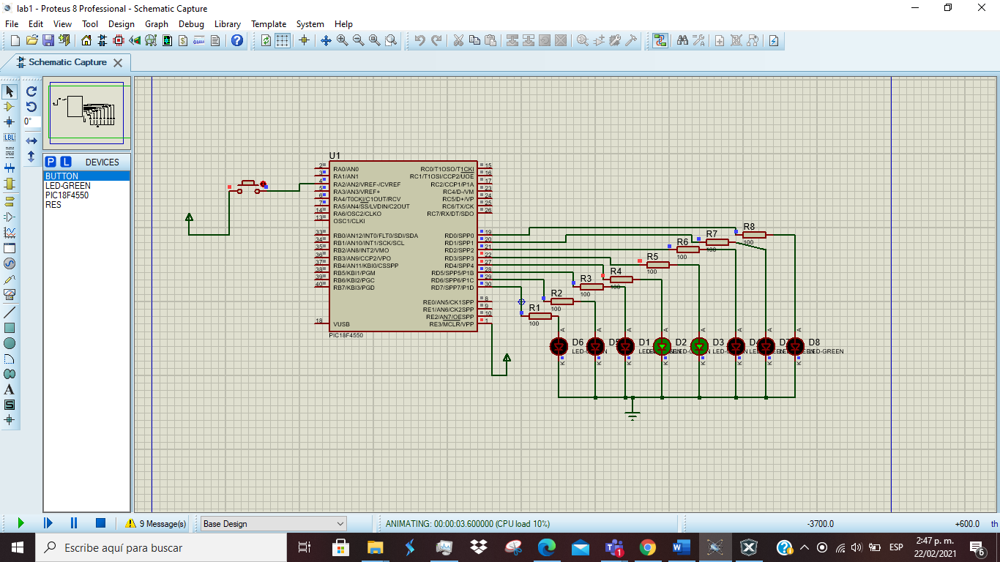 lab1 - Proteus 8 Professional - Schematic Capture
File Edit View Tool Design Graph Debug Library Template System Help
Schematic Capture
0°
LBL
P L DEVICES
BUTTON
LED-GREEN
PIC18F4550
RES
A
S
U1
2 RA0/AN0 RC0/T1OSO/T1CKI 15
3 RA1/AN1 RC1/T1OSI/CCP2/UOE 16
4 RA2/AN2/VREF-/CVREF RC2/CCP1/P1A 17
5 RA3/AN3/VREF+ RC4/D-/VM 23
6 RA4/T0CKI/C1OUT/RCV RC5/D+/VP 24
7 RA5/AN4/SS/LVDIN/C2OUT RC6/TX/CK 25
14 RA6/OSC2/CLKO RC7/RX/DT/SDO 26
13 OSC1/CLKI
33 RB0/AN12/INT0/FLT0/SDI/SDA RD0/SPP0 19
34 RB1/AN10/INT1/SCK/SCL RD1/SPP1 20
35 RB2/AN8/INT2/VMO RD2/SPP2 21
36 RB3/AN9/CCP2/VPO RD3/SPP3 22
37 RB4/AN11/KBI0/CSSPP RD4/SPP4 27
38 RB5/KBI1/PGM RD5/SPP5/P1B 28
39 RB6/KBI2/PGC RD6/SPP6/P1C 29
40 RB7/KBI3/PGD RD7/SPP7/P1D 30
RE0/AN5/CK1SPP 8
RE1/AN6/CK2SPP 9
RE2/AN7/OESPP 10
18 VUSB RE3/MCLR/VPP 1
PIC18F4550
R8
100
R7
100
R6
100
R5
100
R4
100
R3
100
R2
100
R1
100
A A A A A A A A
D6 D5 D1 D2 D3 D4 D8
LED-GREEN
K K K K K K K K
9 Message(s) Base Design ANIMATING: 00:00:03.600000 (CPU load 10%) -3700.0 +600.0 th
Escribe aquí para buscar
1
ESP
2:47 p. m.
22/02/2021
6